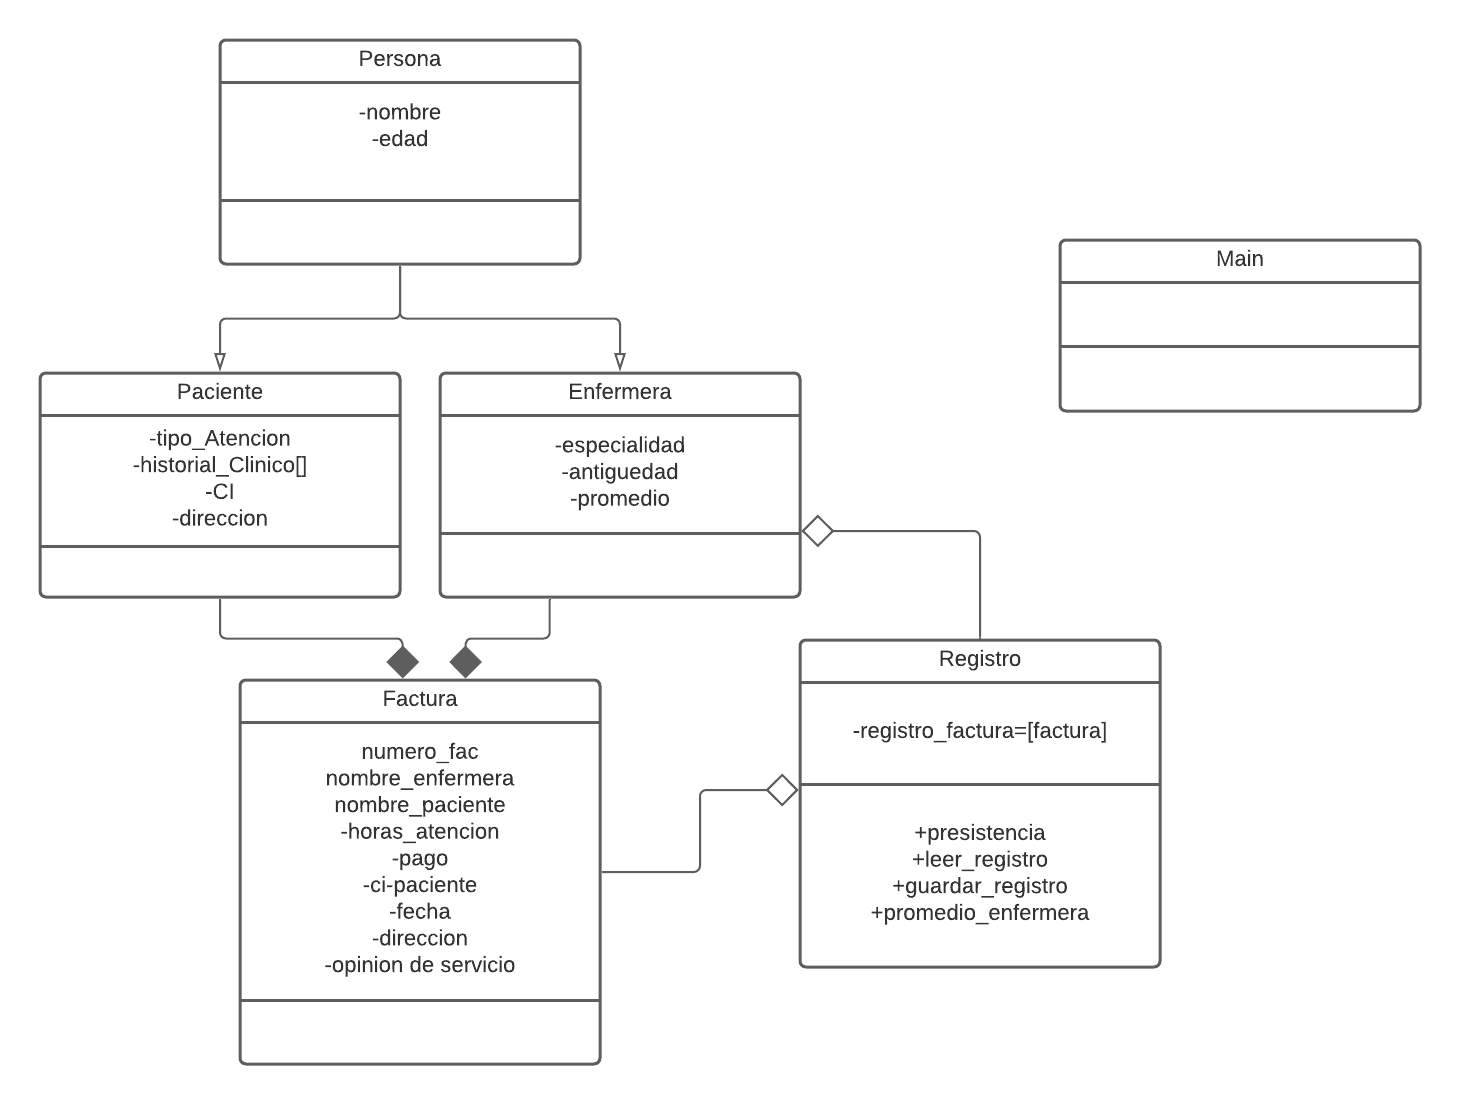 Persona
-nombre
-edad
Main
Paciente
-tipo_Atencion
-historial_Clinico[]
-CI
-direccion
Enfermera
-especialidad
-antiguedad
-promedio
Factura
numero_fac
nombre_enfermera
nombre_paciente
-horas_atencion
-pago
-ci-paciente
-fecha
-direccion
-opinion de servicio
Registro
-registro_factura=[factura]
+presistencia
+leer_registro
+guardar_registro
+promedio_enfermera